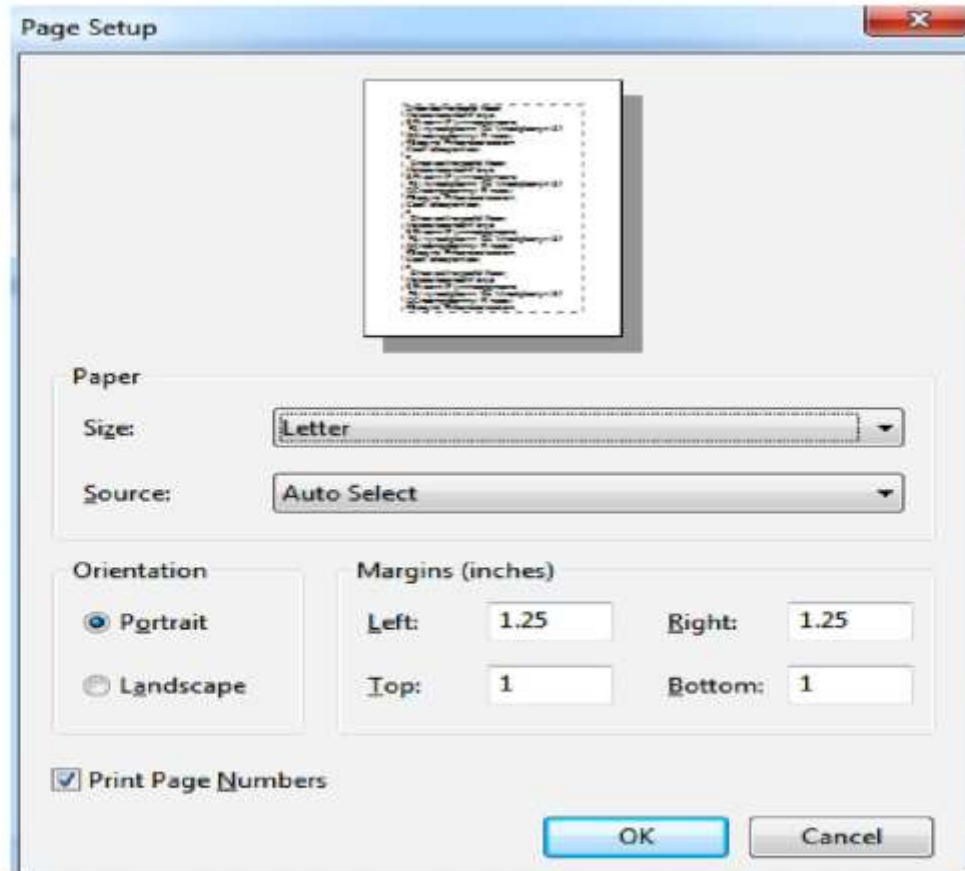 Page Setup
Paper
Size: Letter
Source: Auto Select
Orientation Margins (inches)
Portrait Left: 1.25 Right: 1.25
Landscape Top: 1 Bottom: 1
Print Page Numbers
OK Cancel